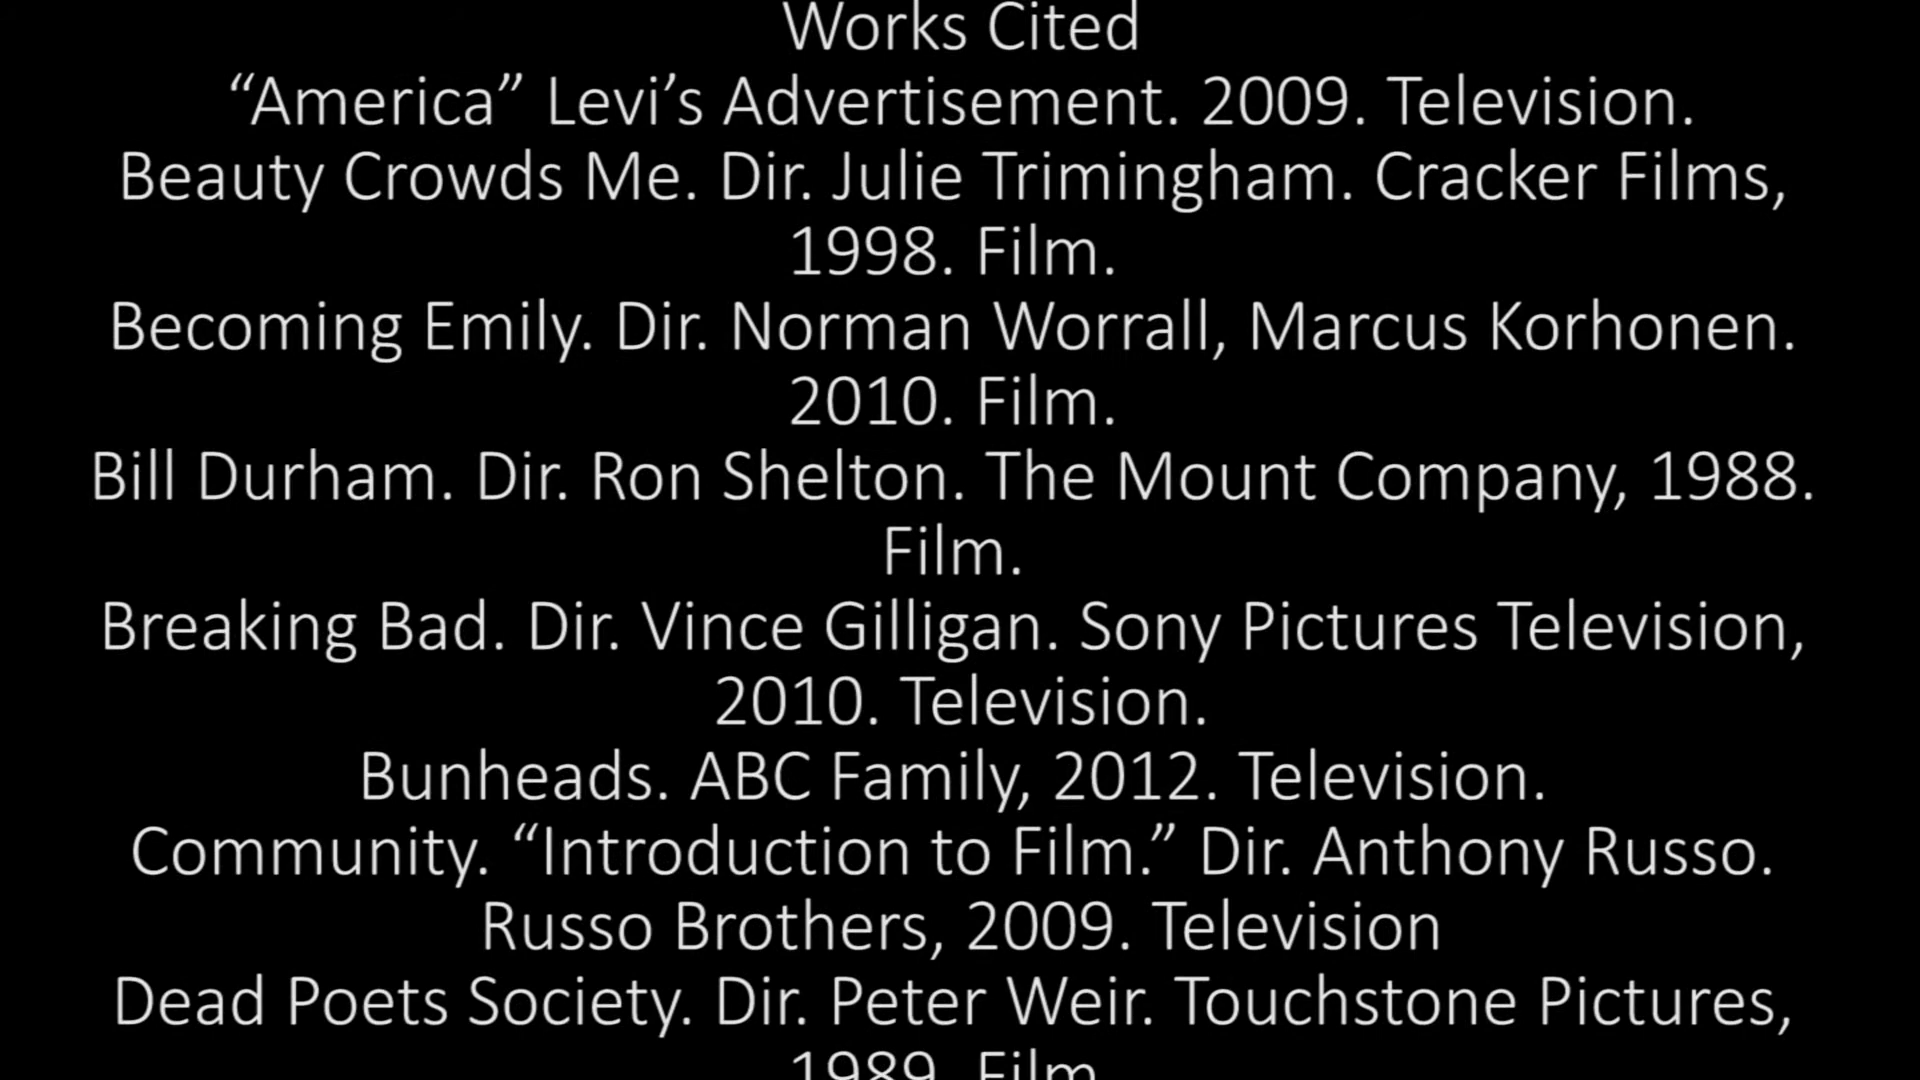 Works Cited
“America” Levi’s Advertisement. 2009. Television.
Beauty Crowds Me. Dir. Julie Trimingham. Cracker Films,
1998. Film.
Becoming Emily. Dir. Norman Worrall, Marcus Korhonen.
2010. Film.
Bill Durham. Dir. Ron Shelton. The Mount Company, 1988.
Film.
Breaking Bad. Dir. Vince Gilligan. Sony Pictures Television,
2010. Television.
Bunheads. ABC Family, 2012. Television.
Community. “Introduction to Film.” Dir. Anthony Russo.
Russo Brothers, 2009. Television
Dead Poets Society. Dir. Peter Weir. Touchstone Pictures,
1989. Film